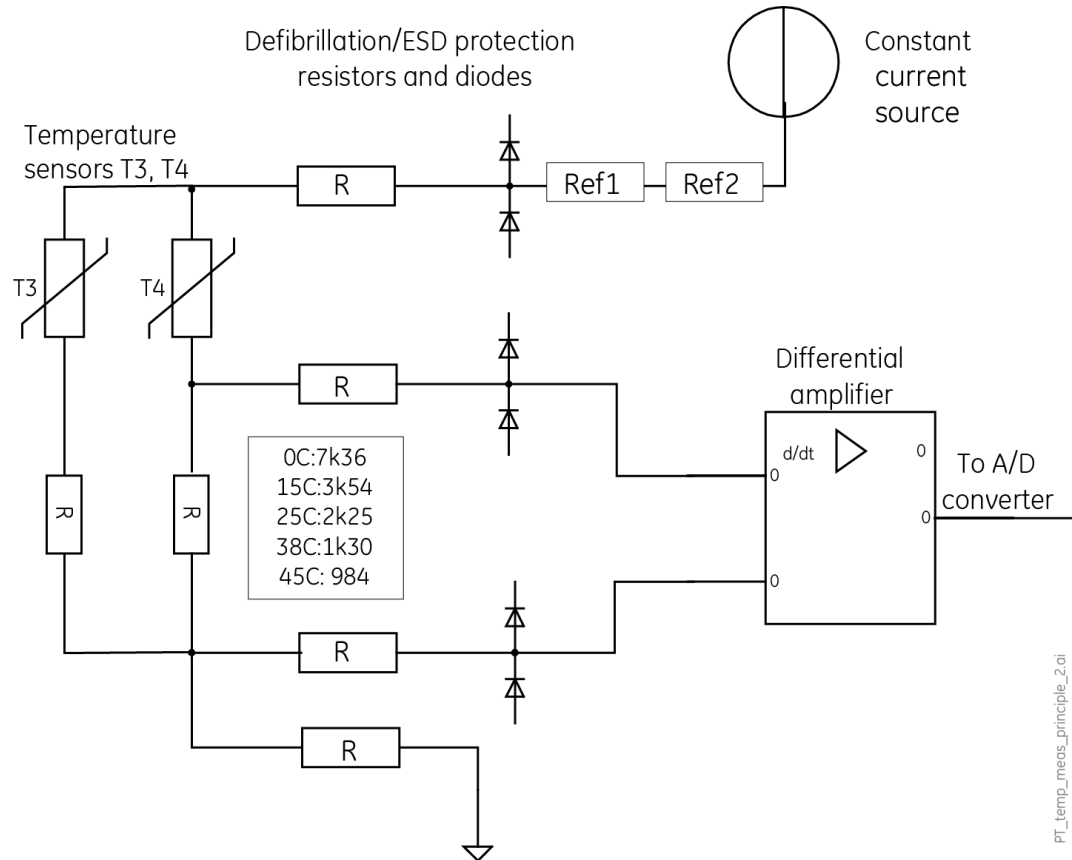 Defibrillation/ESD protection
resistors and diodes
Constant
current
source
Temperature
sensors T3, T4
R
Ref1
Ref2
T3
T4
R
Differential
amplifier
0C:7k36
15C:3k54
25C:2k25
38C:1k30
45C: 984
d/dt
0
0
0
0
To A/D
converter
R
R
R
R
PT_temp_meas_principle_2.ai